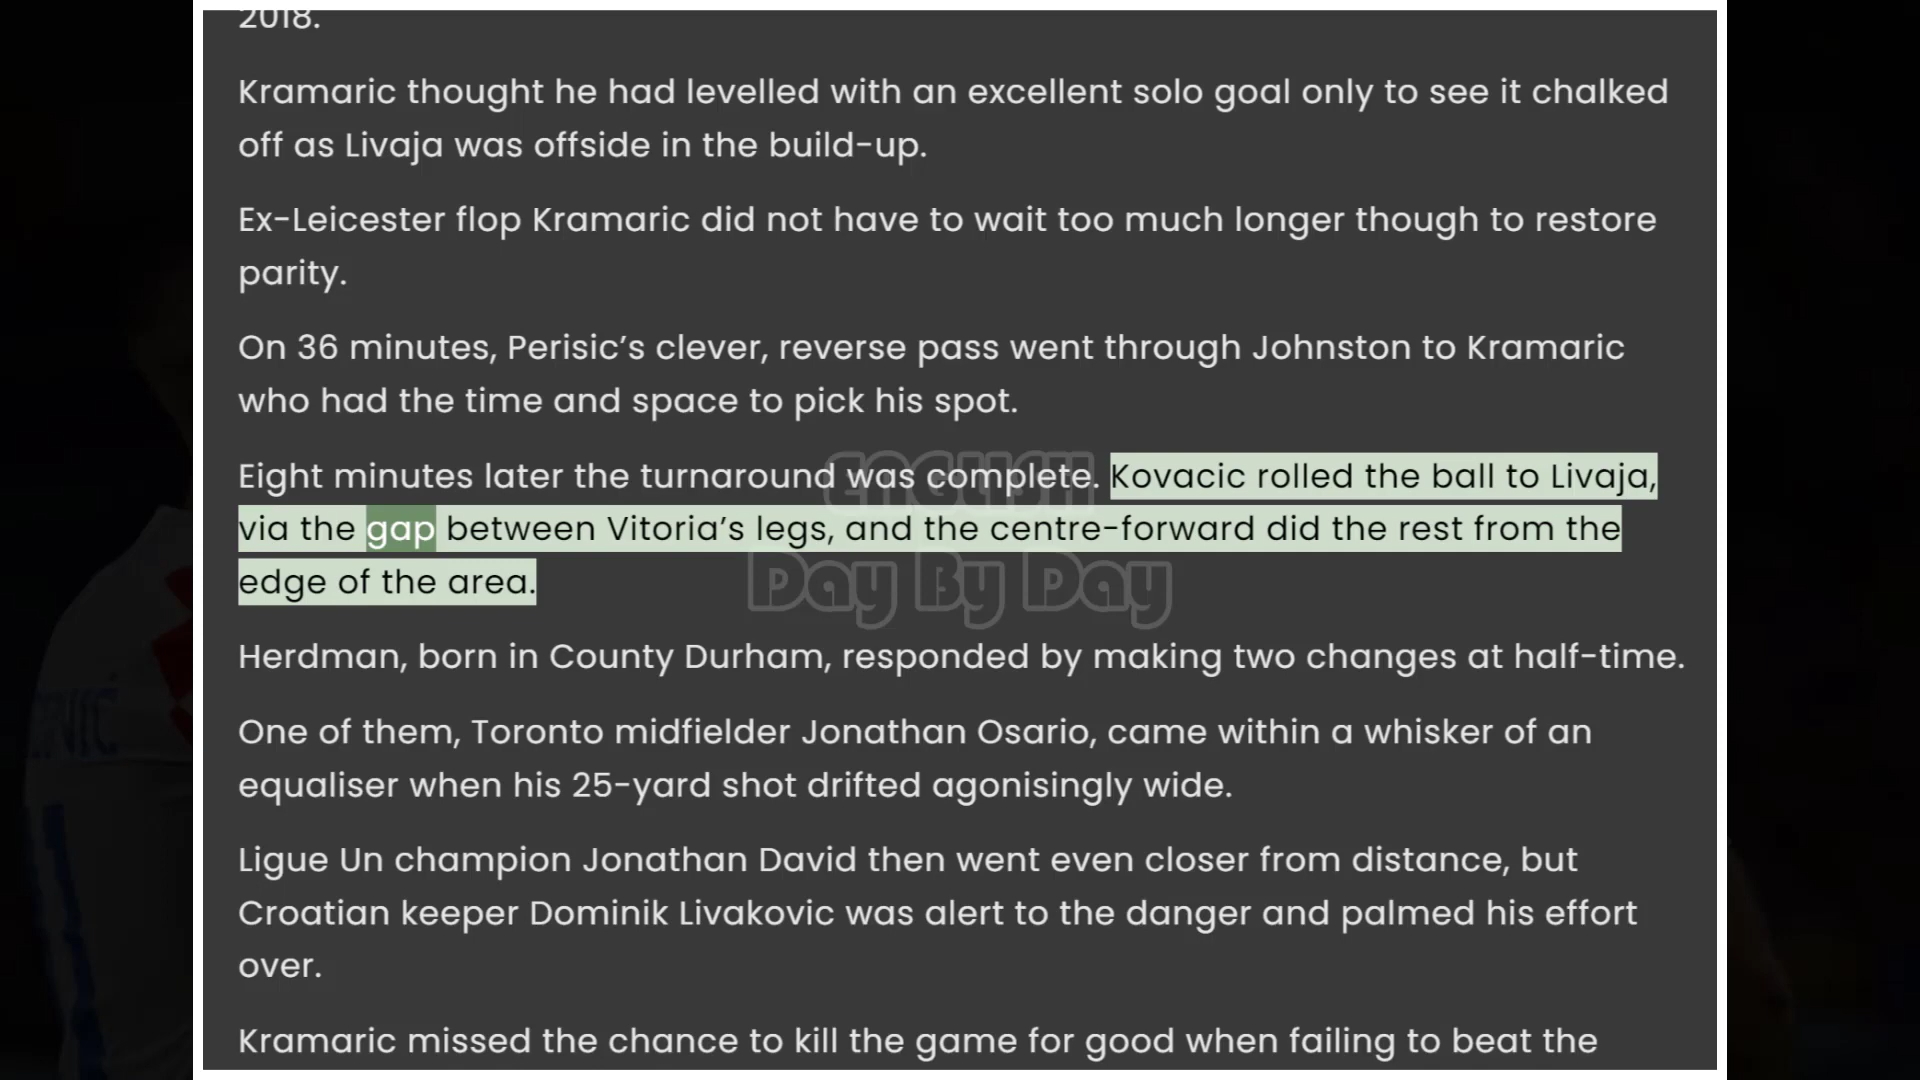 2018.
Kramaric thought he had levelled with an excellent solo goal only to see it chalked
off as Livaja was offside in the build-up.
Ex-Leicester flop Kramaric did not have to wait too much longer though to restore
parity.
On 36 minutes, Perisic’s clever, reverse pass went through Johnston to Kramaric
who had the time and space to pick his spot.
Eight minutes later the turnaround was complete. Kovacic rolled the ball to Livaja,
via the gap between Vitoria’s legs, and the centre-forward did the rest from the
edge of the area.
English
Day By Day
Herdman, born in County Durham, responded by making two changes at half-time.
One of them, Toronto midfielder Jonathan Osario, came within a whisker of an
equaliser when his 25-yard shot drifted agonisingly wide.
Ligue Un champion Jonathan David then went even closer from distance, but
Croatian keeper Dominik Livakovic was alert to the danger and palmed his effort
over.
Kramaric missed the chance to kill the game for good when failing to beat the